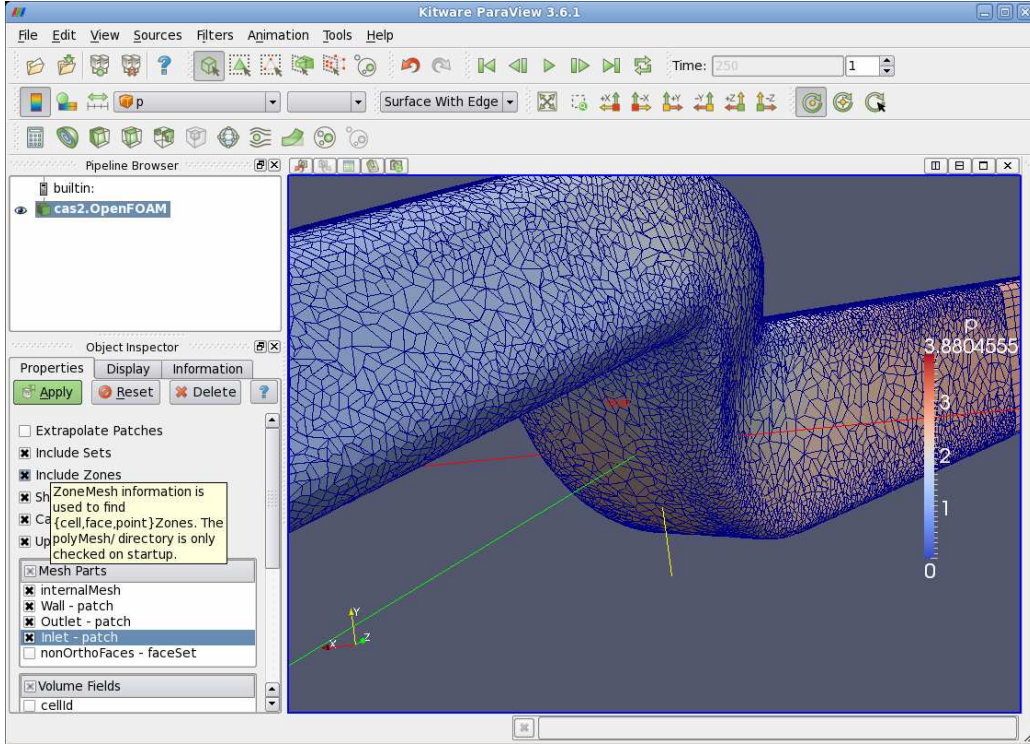 Kitware ParaView 3.6.1
File Edit View Sources Filters Animation Tools Help
Time: 250 1
p Surface With Edge
-X +Y -Y +Z -Z
Pipeline Browser
builtin:
cas2.OpenFOAM
Object Inspector
Properties Display Information
Apply Reset Delete ?
Extrapolate Patches
Include Sets
Include Zones
Sh
Ca
Up
ZoneMesh information is
used to find
{cell,face,point}Zones. The
polyMesh/ directory is only
checked on startup.
Mesh Parts
internalMesh
Wall - patch
Outlet - patch
Inlet - patch
nonOrthoFaces - faceSet
Volume Fields
cellId
p
3.8804555
3
2
1
0
Y
X
Z